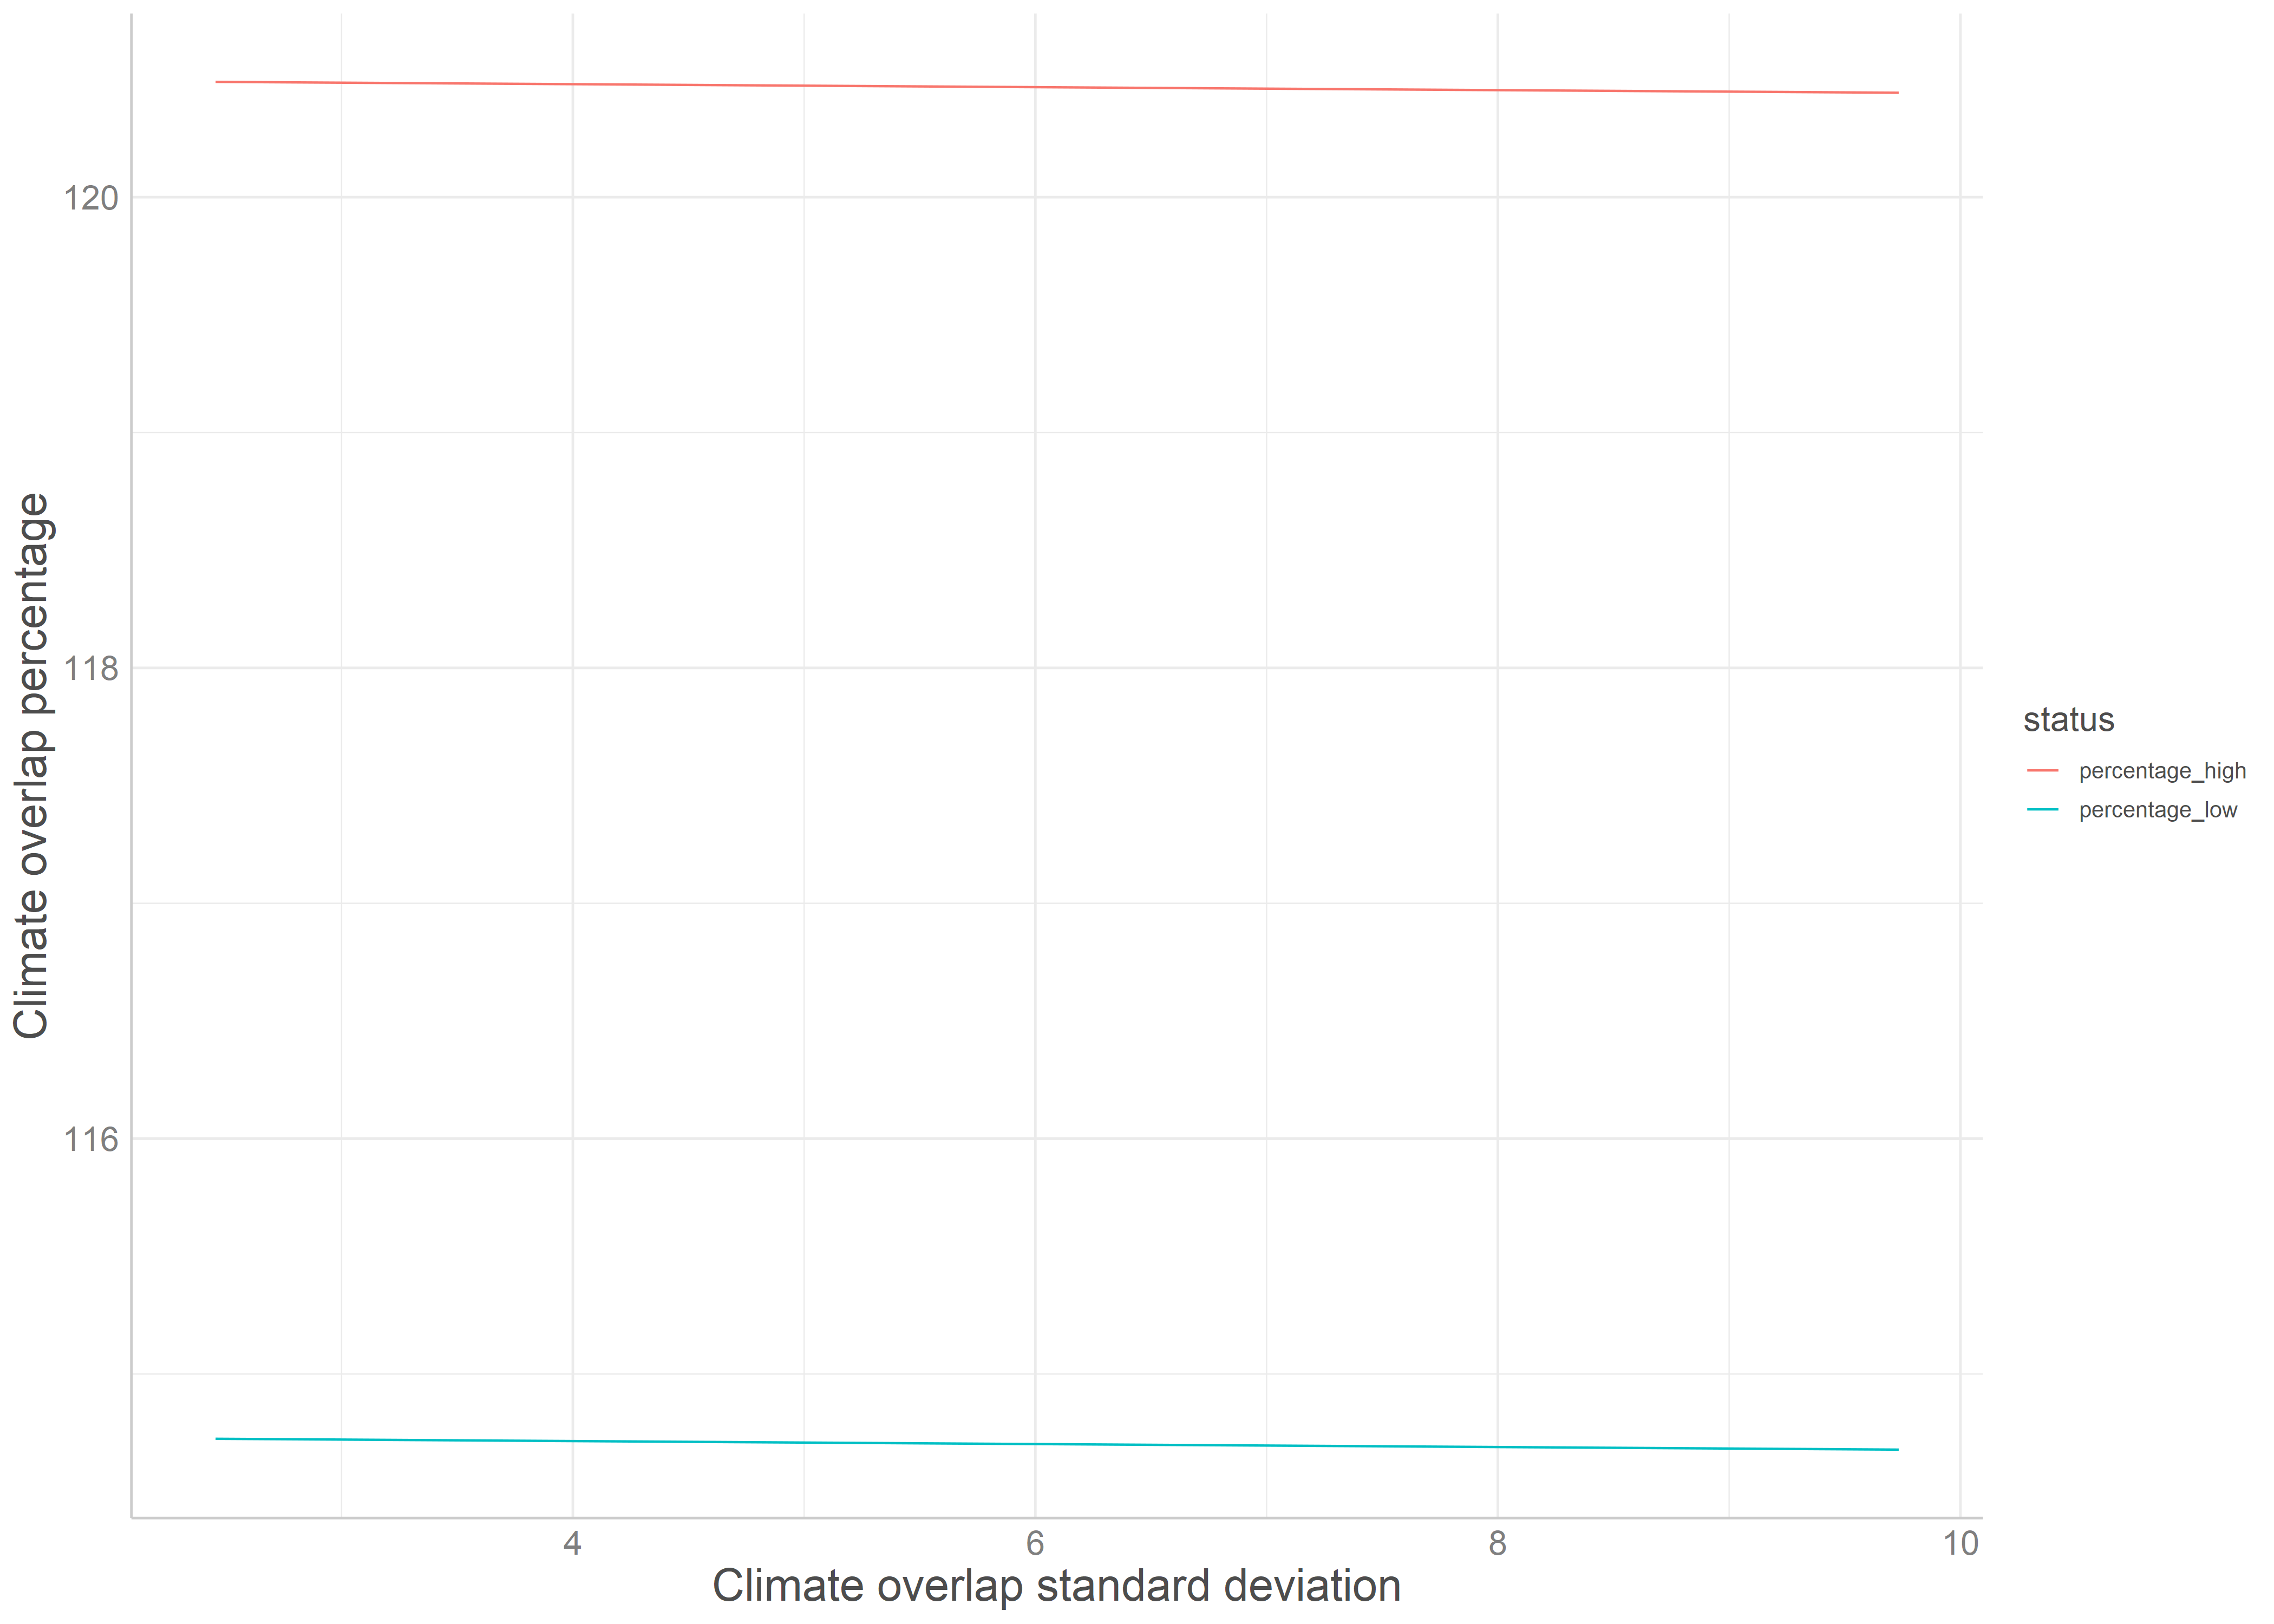 Climate overlap percentage
120
118
116
4 6 8 10
Climate overlap standard deviation
status
percentage_high
percentage_low